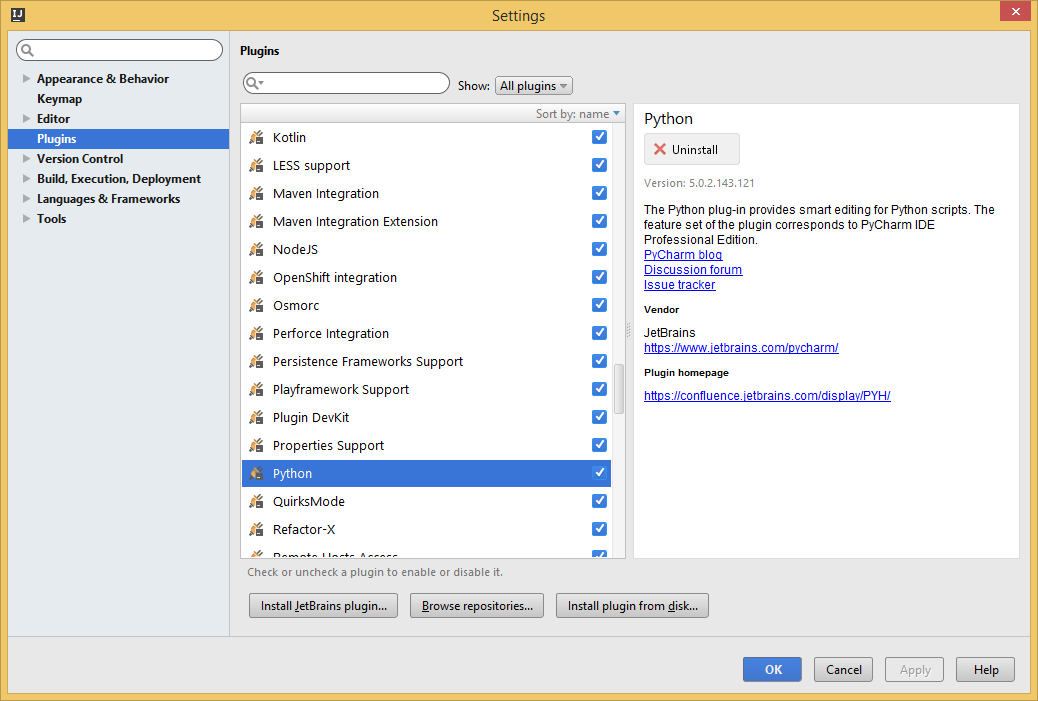 IJ
Settings
Appearance & Behavior
Keymap
Editor
Plugins
Version Control
Build, Execution, Deployment
Languages & Frameworks
Tools
Plugins
Show: All plugins
Sort by: name
Kotlin
LESS support
Maven Integration
Maven Integration Extension
NodeJS
OpenShift integration
Osmorc
Perforce Integration
Persistence Frameworks Support
Playframework Support
Plugin DevKit
Properties Support
Python
QuirksMode
Refactor-X
Remote Hosts Access
Check or uncheck a plugin to enable or disable it.
Install JetBrains plugin... Browse repositories... Install plugin from disk...
Python
Uninstall
Version: 5.0.2.143.121
The Python plug-in provides smart editing for Python scripts. The
feature set of the plugin corresponds to PyCharm IDE
Professional Edition.
PyCharm blog
Discussion forum
Issue tracker
Vendor
JetBrains
https://www.jetbrains.com/pycharm/
Plugin homepage
https://confluence.jetbrains.com/display/PYH/
OK Cancel Apply Help